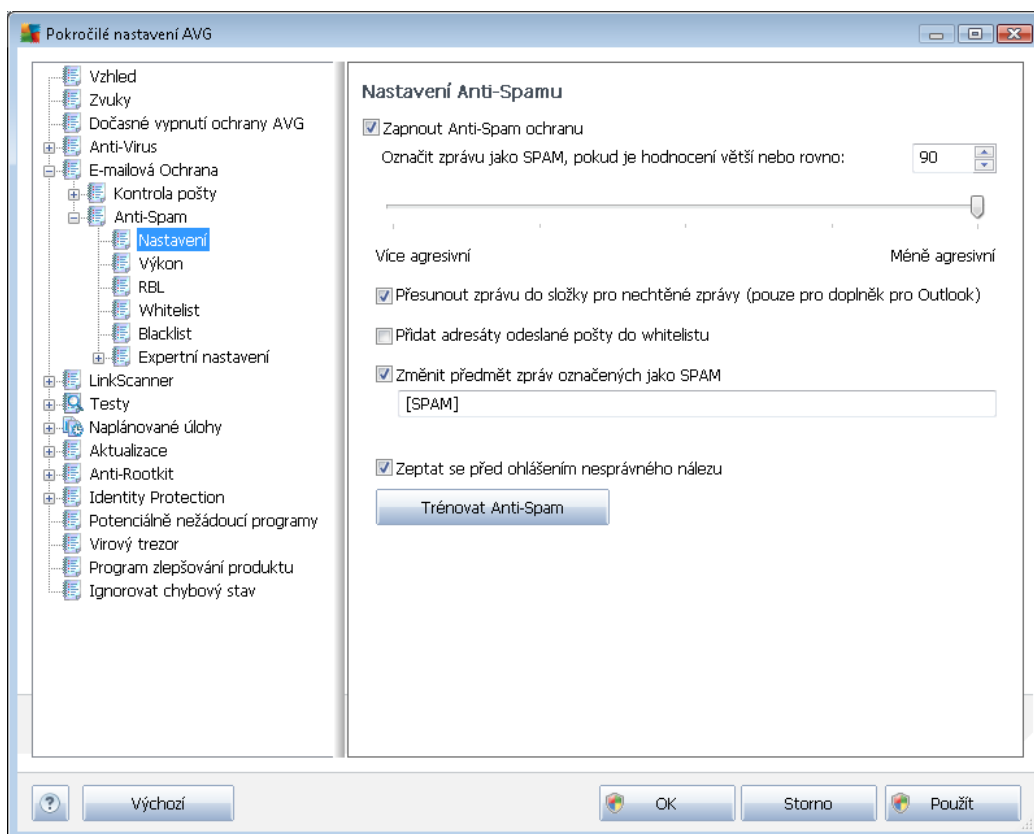 Pokročilé nastavení AVG
Vzhled
Zvuky
Dočasné vypnutí ochrany AVG
Anti-Virus
E-mailová Ochrana
Kontrola pošty
Anti-Spam
Nastavení
Výkon
RBL
Whitelist
Blacklist
Expertní nastavení
LinkScanner
Testy
Naplánované úlohy
Aktualizace
Anti-Rootkit
Identity Protection
Potenciálně nežádoucí programy
Virový trezor
Program zlepšování produktu
Ignorovat chybový stav
Nastavení Anti-Spamu
Zapnout Anti-Spam ochranu
Označit zprávu jako SPAM, pokud je hodnocení větší nebo rovno: 90
Více agresivní Méně agresivní
Přesunout zprávu do složky pro nechtěné zprávy (pouze pro doplněk pro Outlook)
Přidat adresáty odeslané pošty do whitelistu
Změnit předmět zpráv označených jako SPAM
[SPAM]
Zeptat se před ohlášením nesprávného nálezu
Trénovat Anti-Spam
? Výchozí OK Storno Použít